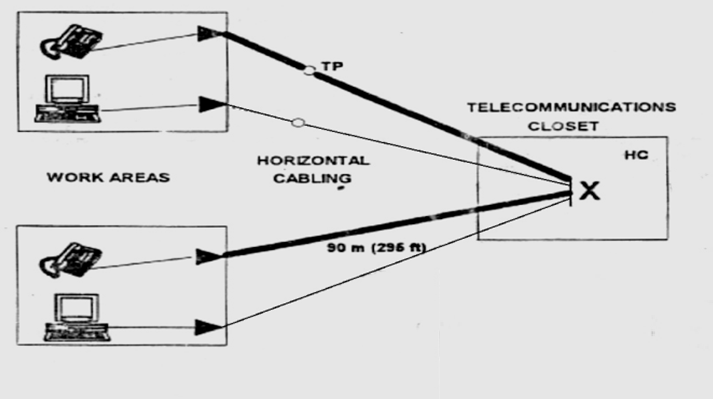 TP
TELECOMMUNICATIONS
CLOSET
HC
HORIZONTAL
CABLING
WORK AREAS
X
90 m (295 ft)